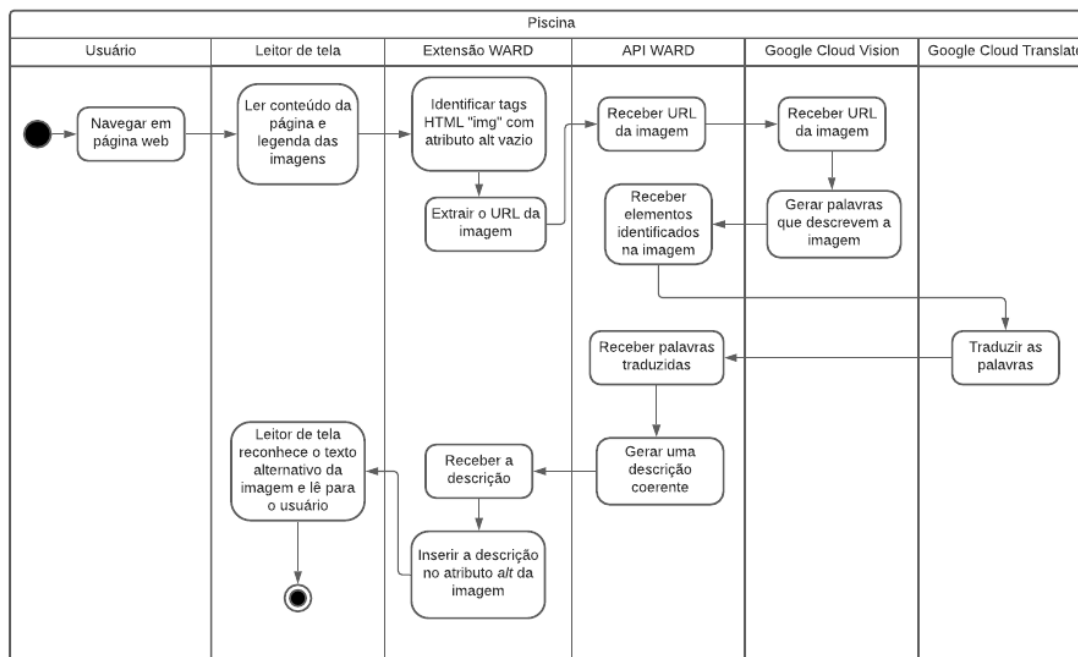 Piscina
Usuário
Leitor de tela
Extensão WARD
API WARD
Google Cloud Vision
Google Cloud Translate
Navegar em
página web
Ler conteúdo da
página e
legenda das
imagens
Identificar tags
HTML "img" com
atributo alt vazio
Extrair o URL da
imagem
Receber URL
da imagem
Receber URL
da imagem
Gerar palavras
que descrevem a
imagem
Receber
elementos
identificados
na imagem
Traduzir as
palavras
Receber palavras
traduzidas
Gerar uma
descrição
coerente
Receber a
descrição
Inserir a descrição
no atributo alt da
imagem
Leitor de tela
reconhece o texto
alternativo da
imagem e lê para
o usuário